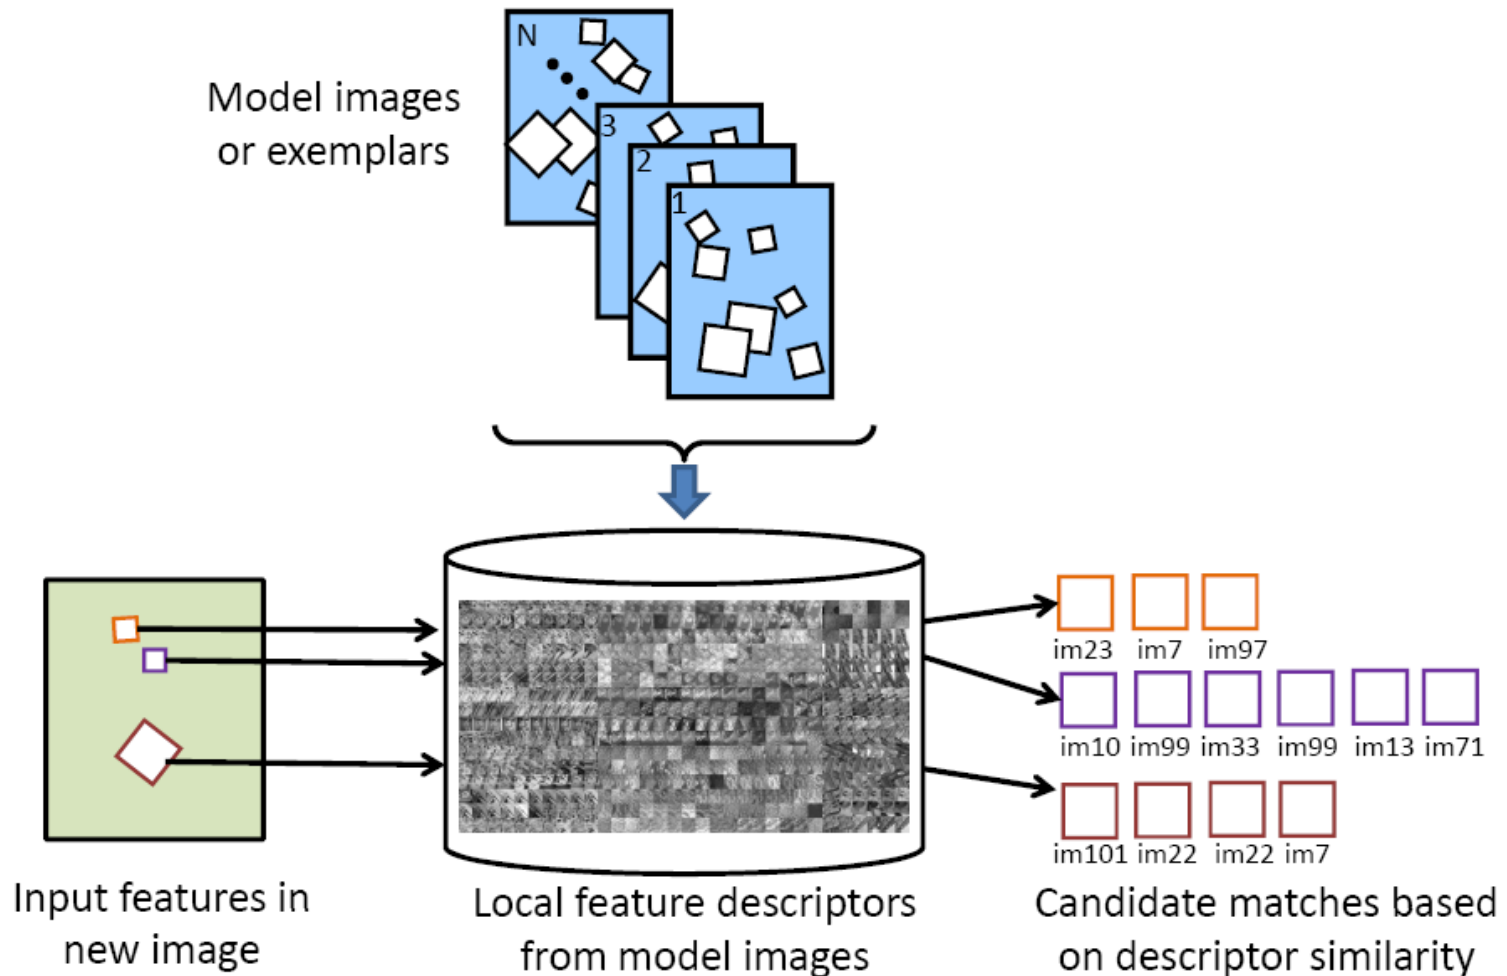 N
Model images
or exemplars
3
2
1
im23 im7 im97
im10 im99 im33 im99 im13 im71
im101 im22 im22 im7
Input features in
new image
Local feature descriptors
from model images
Candidate matches based
on descriptor similarity